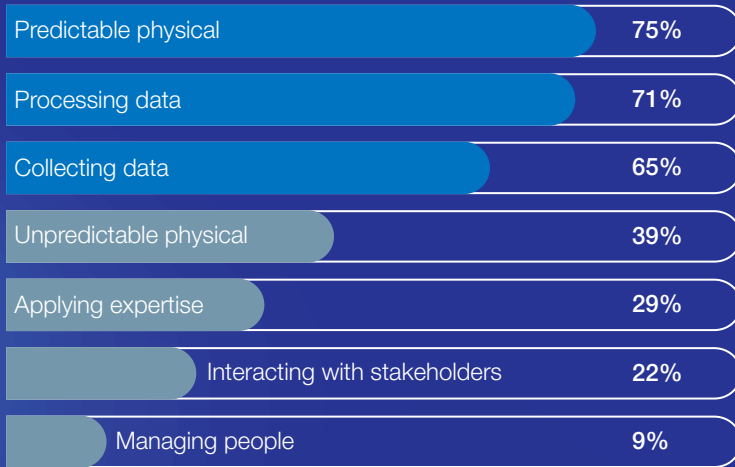 Predictable physical 75%
Processing data 71%
Collecting data 65%
Unpredictable physical 39%
Applying expertise 29%
Interacting with stakeholders 22%
Managing people 9%